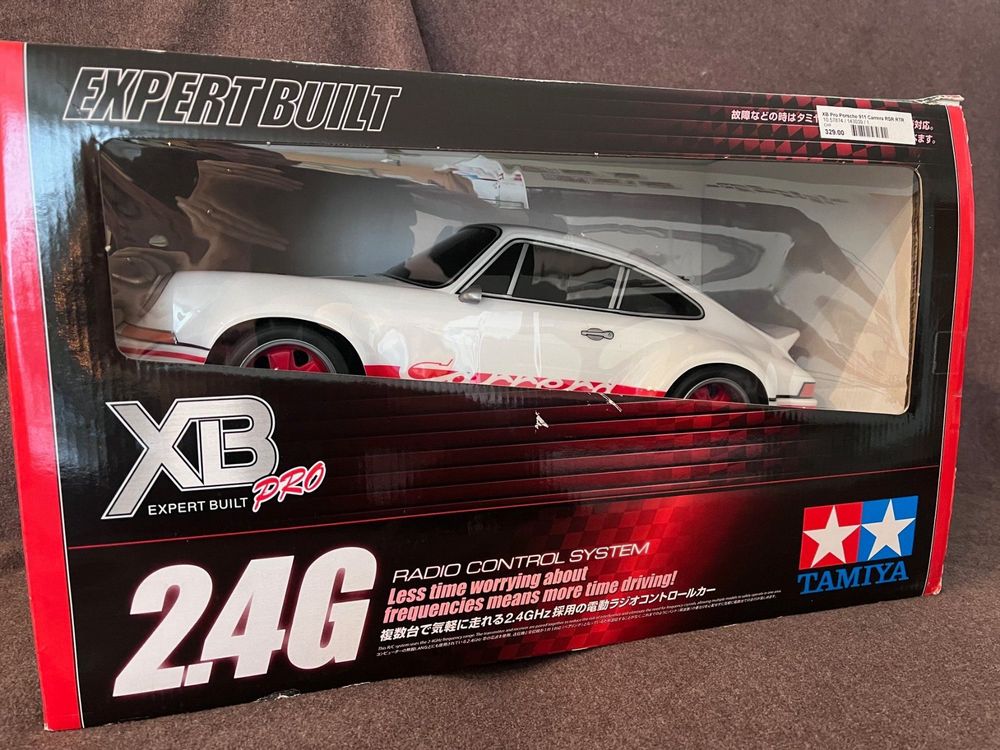 EXPERT BUILT
故障などの時はタミ
対応。
ます。
XB Pro Porsche 911 Carrera RSR RTR
329.00
Carrera
XB
EXPERT BUILT PRO
2.4G
RADIO CONTROL SYSTEM
Less time worrying about
frequencies means more time driving!
複数台で気軽に走れる2.4GHz採用の電動ラジオコントロールカー
TAMIYA